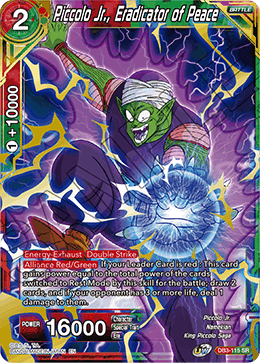 2
Piccolo Jr., Eradicator of Peace
BATTLE
+10000
Energy-Exhaust Double Strike
Alliance Red/Green If your Leader Card is red : This card
gains power equal to the total power of the cards
switched to Rest Mode by this skill for the battle; draw 2
cards, and if your opponent has 3 or more life, deal 1
damage to them.
POWER 16000
Character Piccolo Jr.
Special Trait Namekian
Era King Piccolo Saga
DB3-115 SR